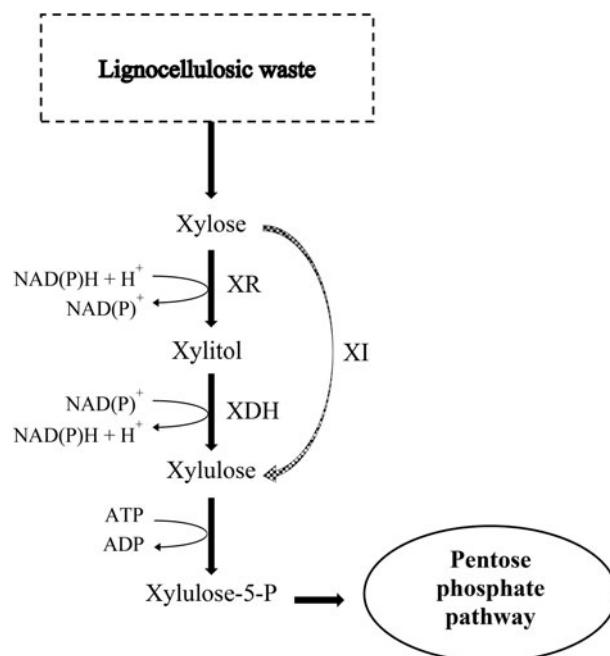 Lignocellulosic waste
Xylose
NAD(P)H + H⁺
XR
NAD(P)⁺
Xylitol
XI
NAD(P)⁺
XDH
NAD(P)H + H⁺
Xylulose
ATP
ADP
Xylulose-5-P
Pentose
phosphate
pathway